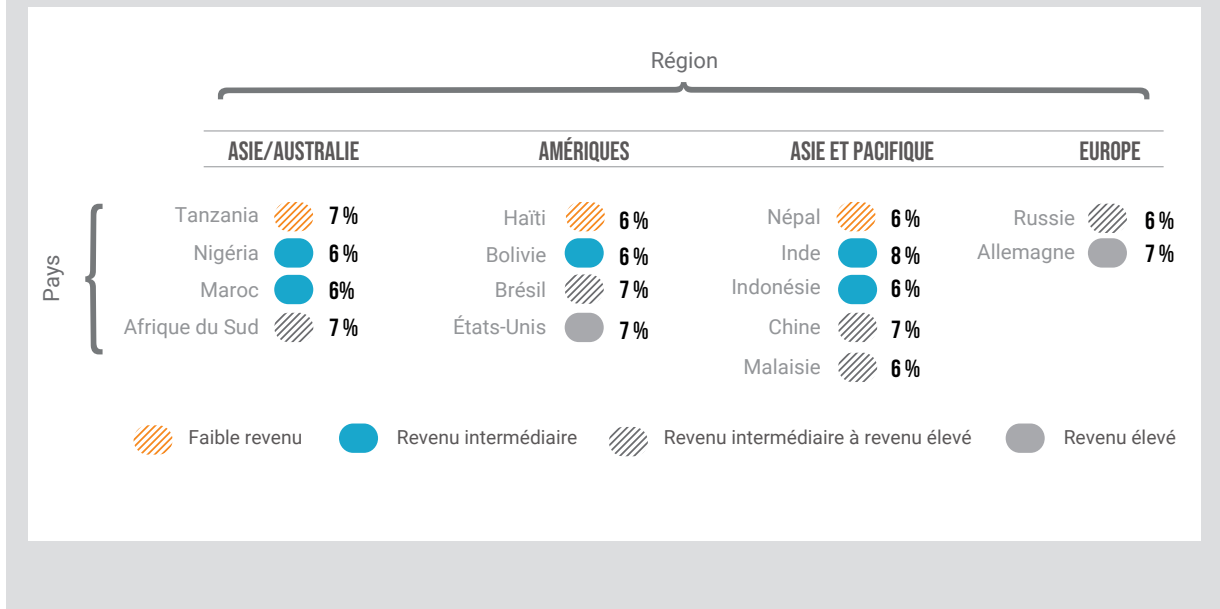 Région
ASIE/AUSTRALIE AMÉRIQUES ASIE ET PACIFIQUE EUROPE
Pays
Tanzania 7 % Haïti 6 % Népal 6 % Russie 6 %
Nigéria 6 % Bolivie 6 % Inde 8 % Allemagne 7 %
Maroc 6% Brésil 7 % Indonésie 6 %
Afrique du Sud 7 % États-Unis 7 % Chine 7 %
Malaisie 6 %
Faible revenu Revenu intermédiaire Revenu intermédiaire à revenu élevé Revenu élevé